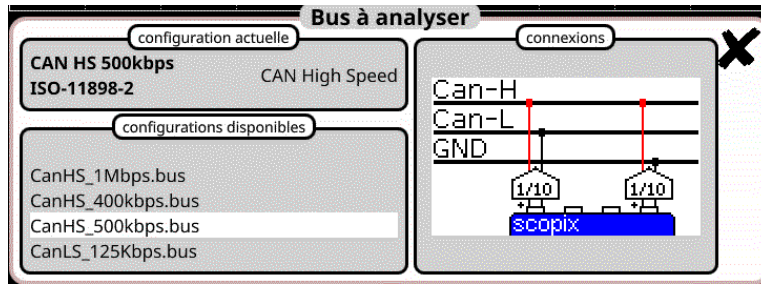 Bus à analyser
configuration actuelle
CAN HS 500kbps
ISO-11898-2
CAN High Speed
configurations disponibles
CanHS_1Mbps.bus
CanHS_400kbps.bus
CanHS_500kbps.bus
CanLS_125Kbps.bus
connexions
Can-H
Can-L
GND
1/10 1/10
scopix